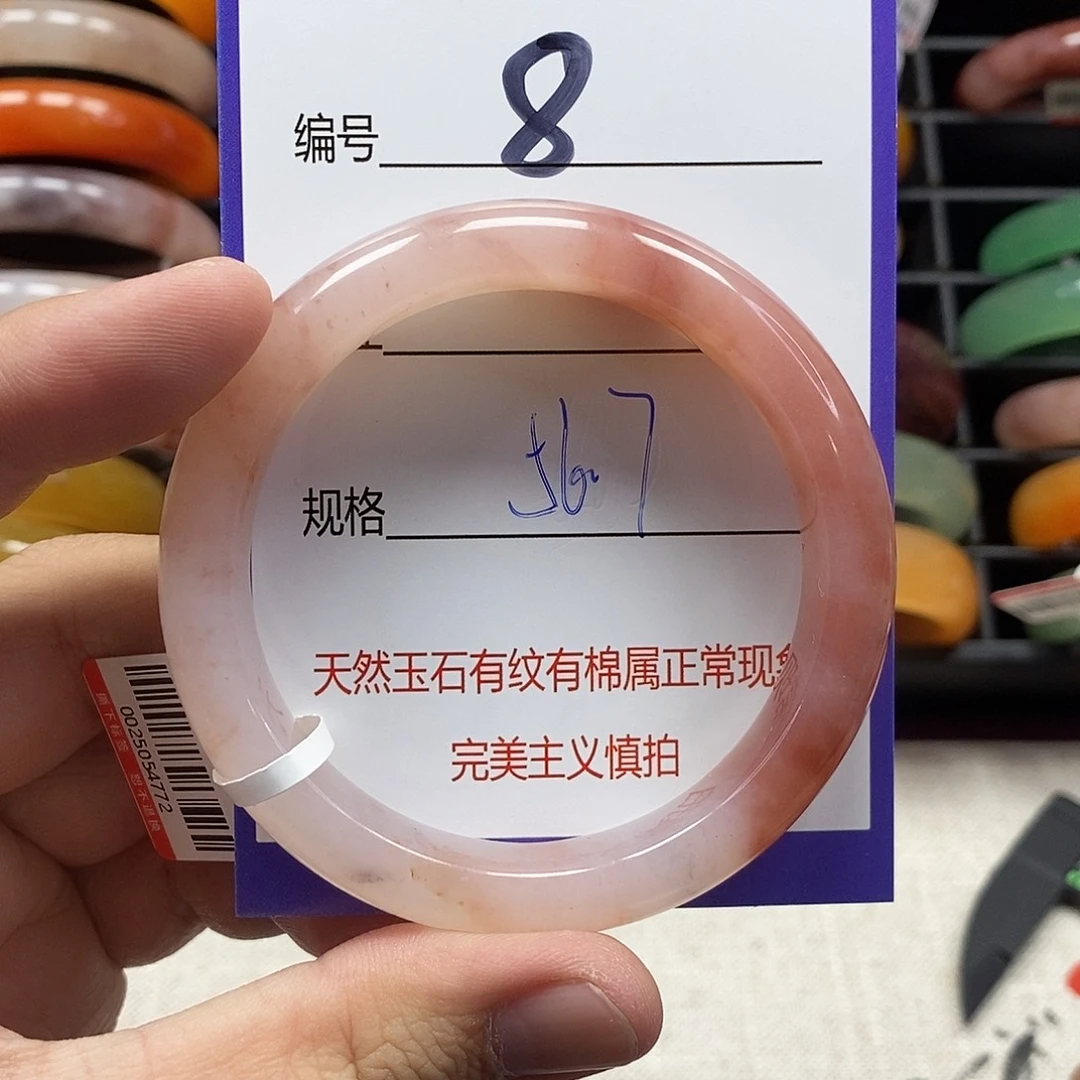 编号 8
规格 56.7
天然玉石有纹有棉属正常现象
完美主义慎拍
0025054772